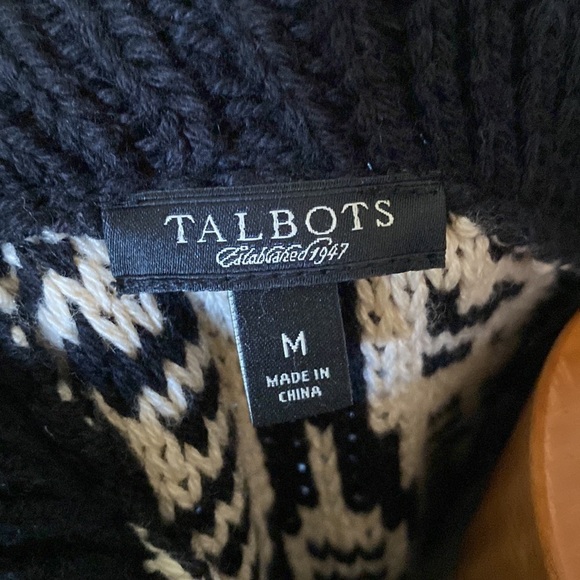 TALBOTS
Established 1947
M
MADE IN
CHINA